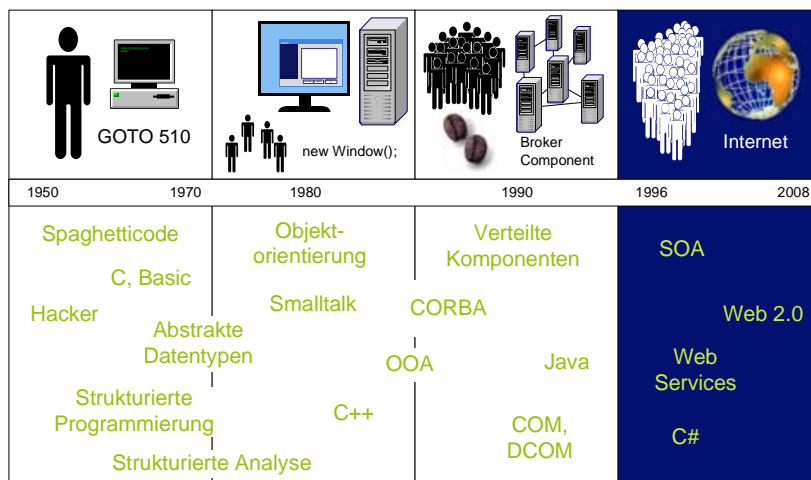 GOTO 510
new Window();
Broker
Component
Internet
1950 1970 1980 1990 1996 2008
Spaghetticode
C, Basic
Hacker
Abstrakte
Datentypen
Strukturierte
Programmierung
Strukturierte Analyse
Objekt-
orientierung
Smalltalk
C++
Verteilte
Komponenten
CORBA
OOA
Java
COM,
DCOM
SOA
Web 2.0
Web
Services
C#